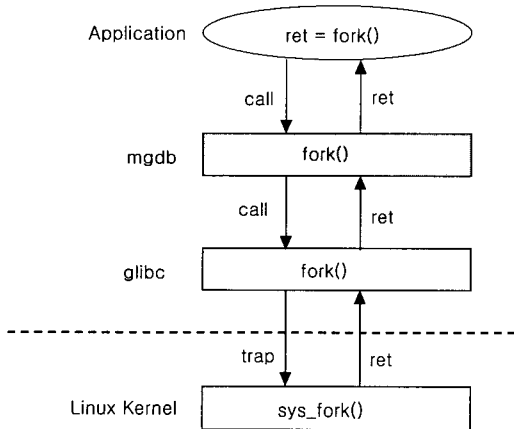 Application
ret = fork()
call
ret
mgdb
fork()
call
ret
glibc
fork()
trap
ret
Linux Kernel
sys_fork()